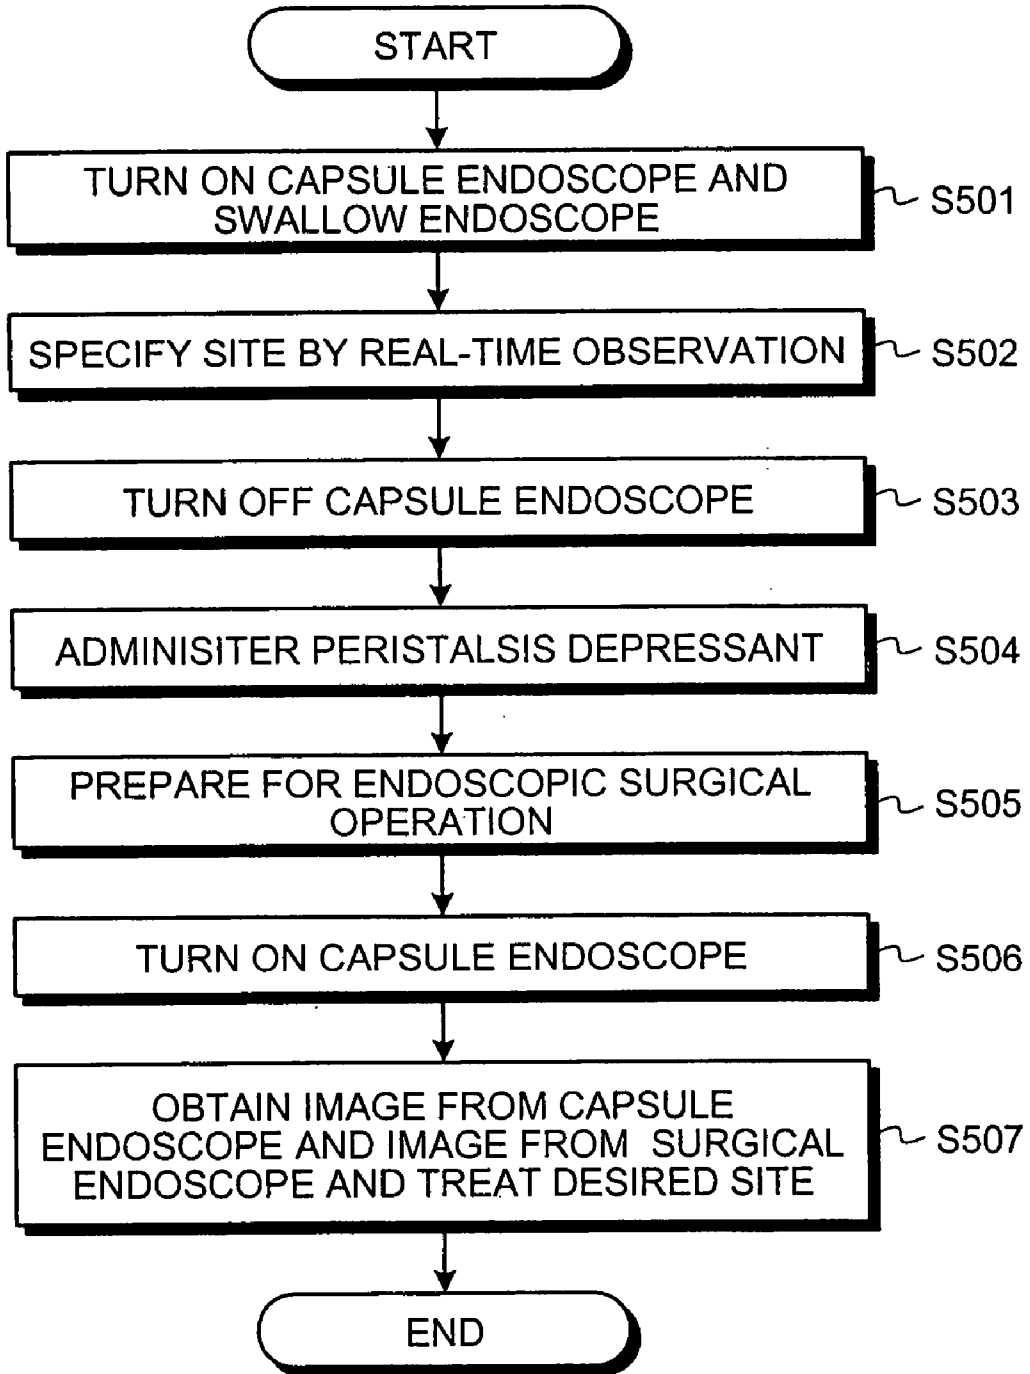 START
TURN ON CAPSULE ENDOSCOPE AND
SWALLOW ENDOSCOPE
S501
SPECIFY SITE BY REAL-TIME OBSERVATION
S502
TURN OFF CAPSULE ENDOSCOPE
S503
ADMINISITER PERISTALSIS DEPRESSANT
S504
PREPARE FOR ENDOSCOPIC SURGICAL
OPERATION
S505
TURN ON CAPSULE ENDOSCOPE
S506
OBTAIN IMAGE FROM CAPSULE
ENDOSCOPE AND IMAGE FROM SURGICAL
ENDOSCOPE AND TREAT DESIRED SITE
S507
END